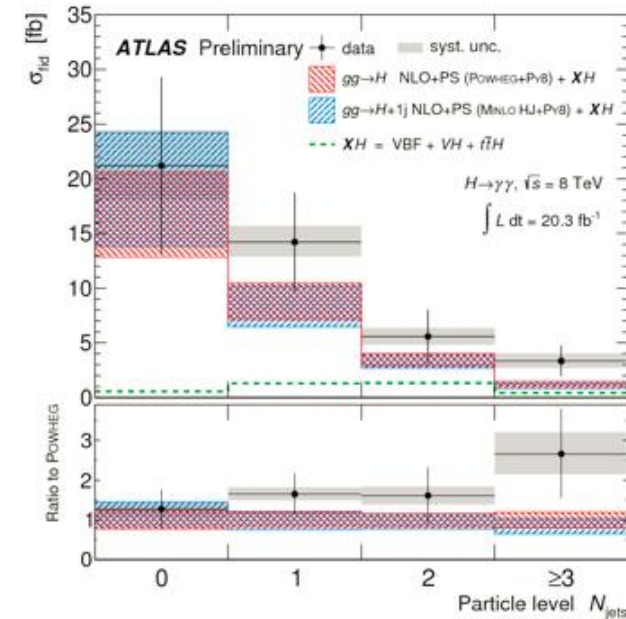 σfid [fb]
35
30
25
20
15
10
5
0
ATLAS Preliminary
data
syst. unc.
gg→H NLO+PS (POWHEG+PY8) + XH
gg→H+1j NLO+PS (MINLO HJ+PY8) + XH
XH = VBF + VH + tt̄H
H→γγ, √s = 8 TeV
∫ L dt = 20.3 fb⁻¹
Ratio to POWHEG
3
2
1
0
0 1 2 ≥3
Particle level Njets